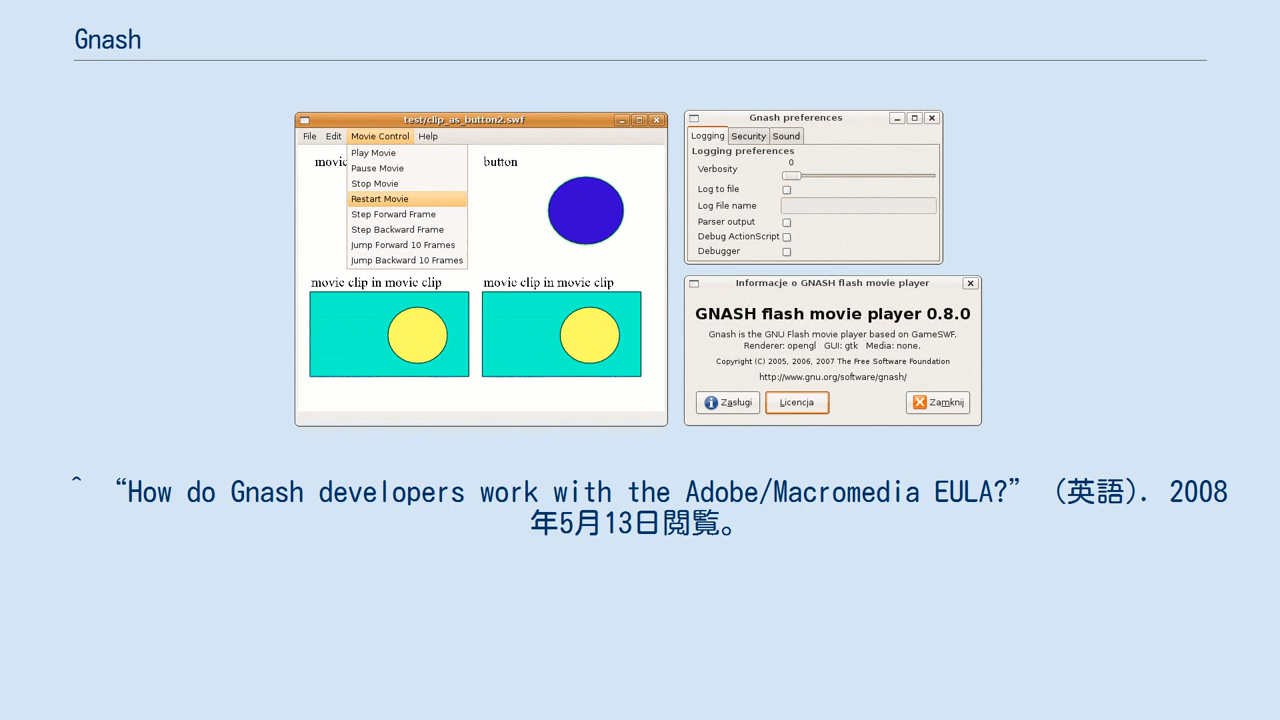 Gnash
test/clip_as_button2.swf
File Edit Movie Control Help
Play Movie
Pause Movie
Stop Movie
Restart Movie
Step Forward Frame
Step Backward Frame
Jump Forward 10 Frames
Jump Backward 10 Frames
movic
button
movie clip in movie clip
movie clip in movie clip
Gnash preferences
Logging Security Sound
Logging preferences
0
Verbosity
Log to file
Log File name
Parser output
Debug ActionScript
Debugger
Informacje o GNASH flash movie player
GNASH flash movie player 0.8.0
Gnash is the GNU Flash movie player based on GameSWF.
Renderer: opengl GUI: gtk Media: none.
Copyright (C) 2005, 2006, 2007 The Free Software Foundation
http://www.gnu.org/software/gnash/
Zasługi Licencja Zamknij
^ “How do Gnash developers work with the Adobe/Macromedia EULA?” (英語). 2008
年5月13日閲覧。